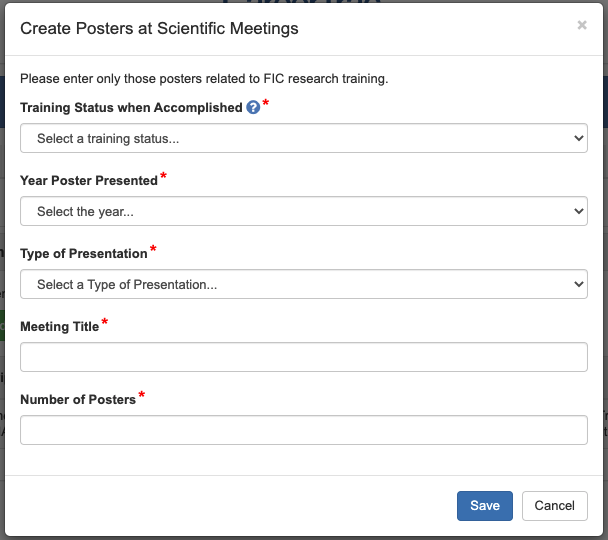 Create Posters at Scientific Meetings ×
Please enter only those posters related to FIC research training.
Training Status when Accomplished ? *
Select a training status...
Year Poster Presented *
Select the year...
Type of Presentation *
Select a Type of Presentation...
Meeting Title *
Number of Posters *
Save Cancel